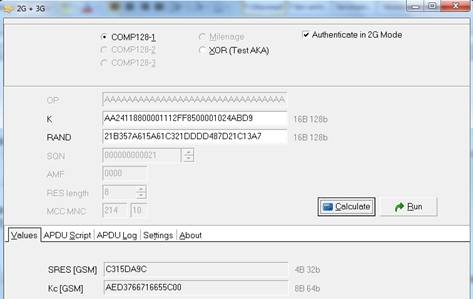 2G + 3G
COMP128-1 Milenage Authenticate in 2G Mode
COMP128-2 XOR (Test AKA)
COMP128-3
OP AAAAAAAAAAAAAAAAAAAAAAAAAAAAAAAA
K AA24118800001112FF8500001024ABD9 16B 128b
RAND 21B357A615A61C321DDDD487D21C13A7 16B 128b
SQN 000000000021
AMF 0000
RES length 8
MCC MNC 214 10 Calculate Run
Values APDU Script APDU Log Settings About
SRES [GSM] C315DA9C 4B 32b
Kc [GSM] AED3766716655C00 8B 64b